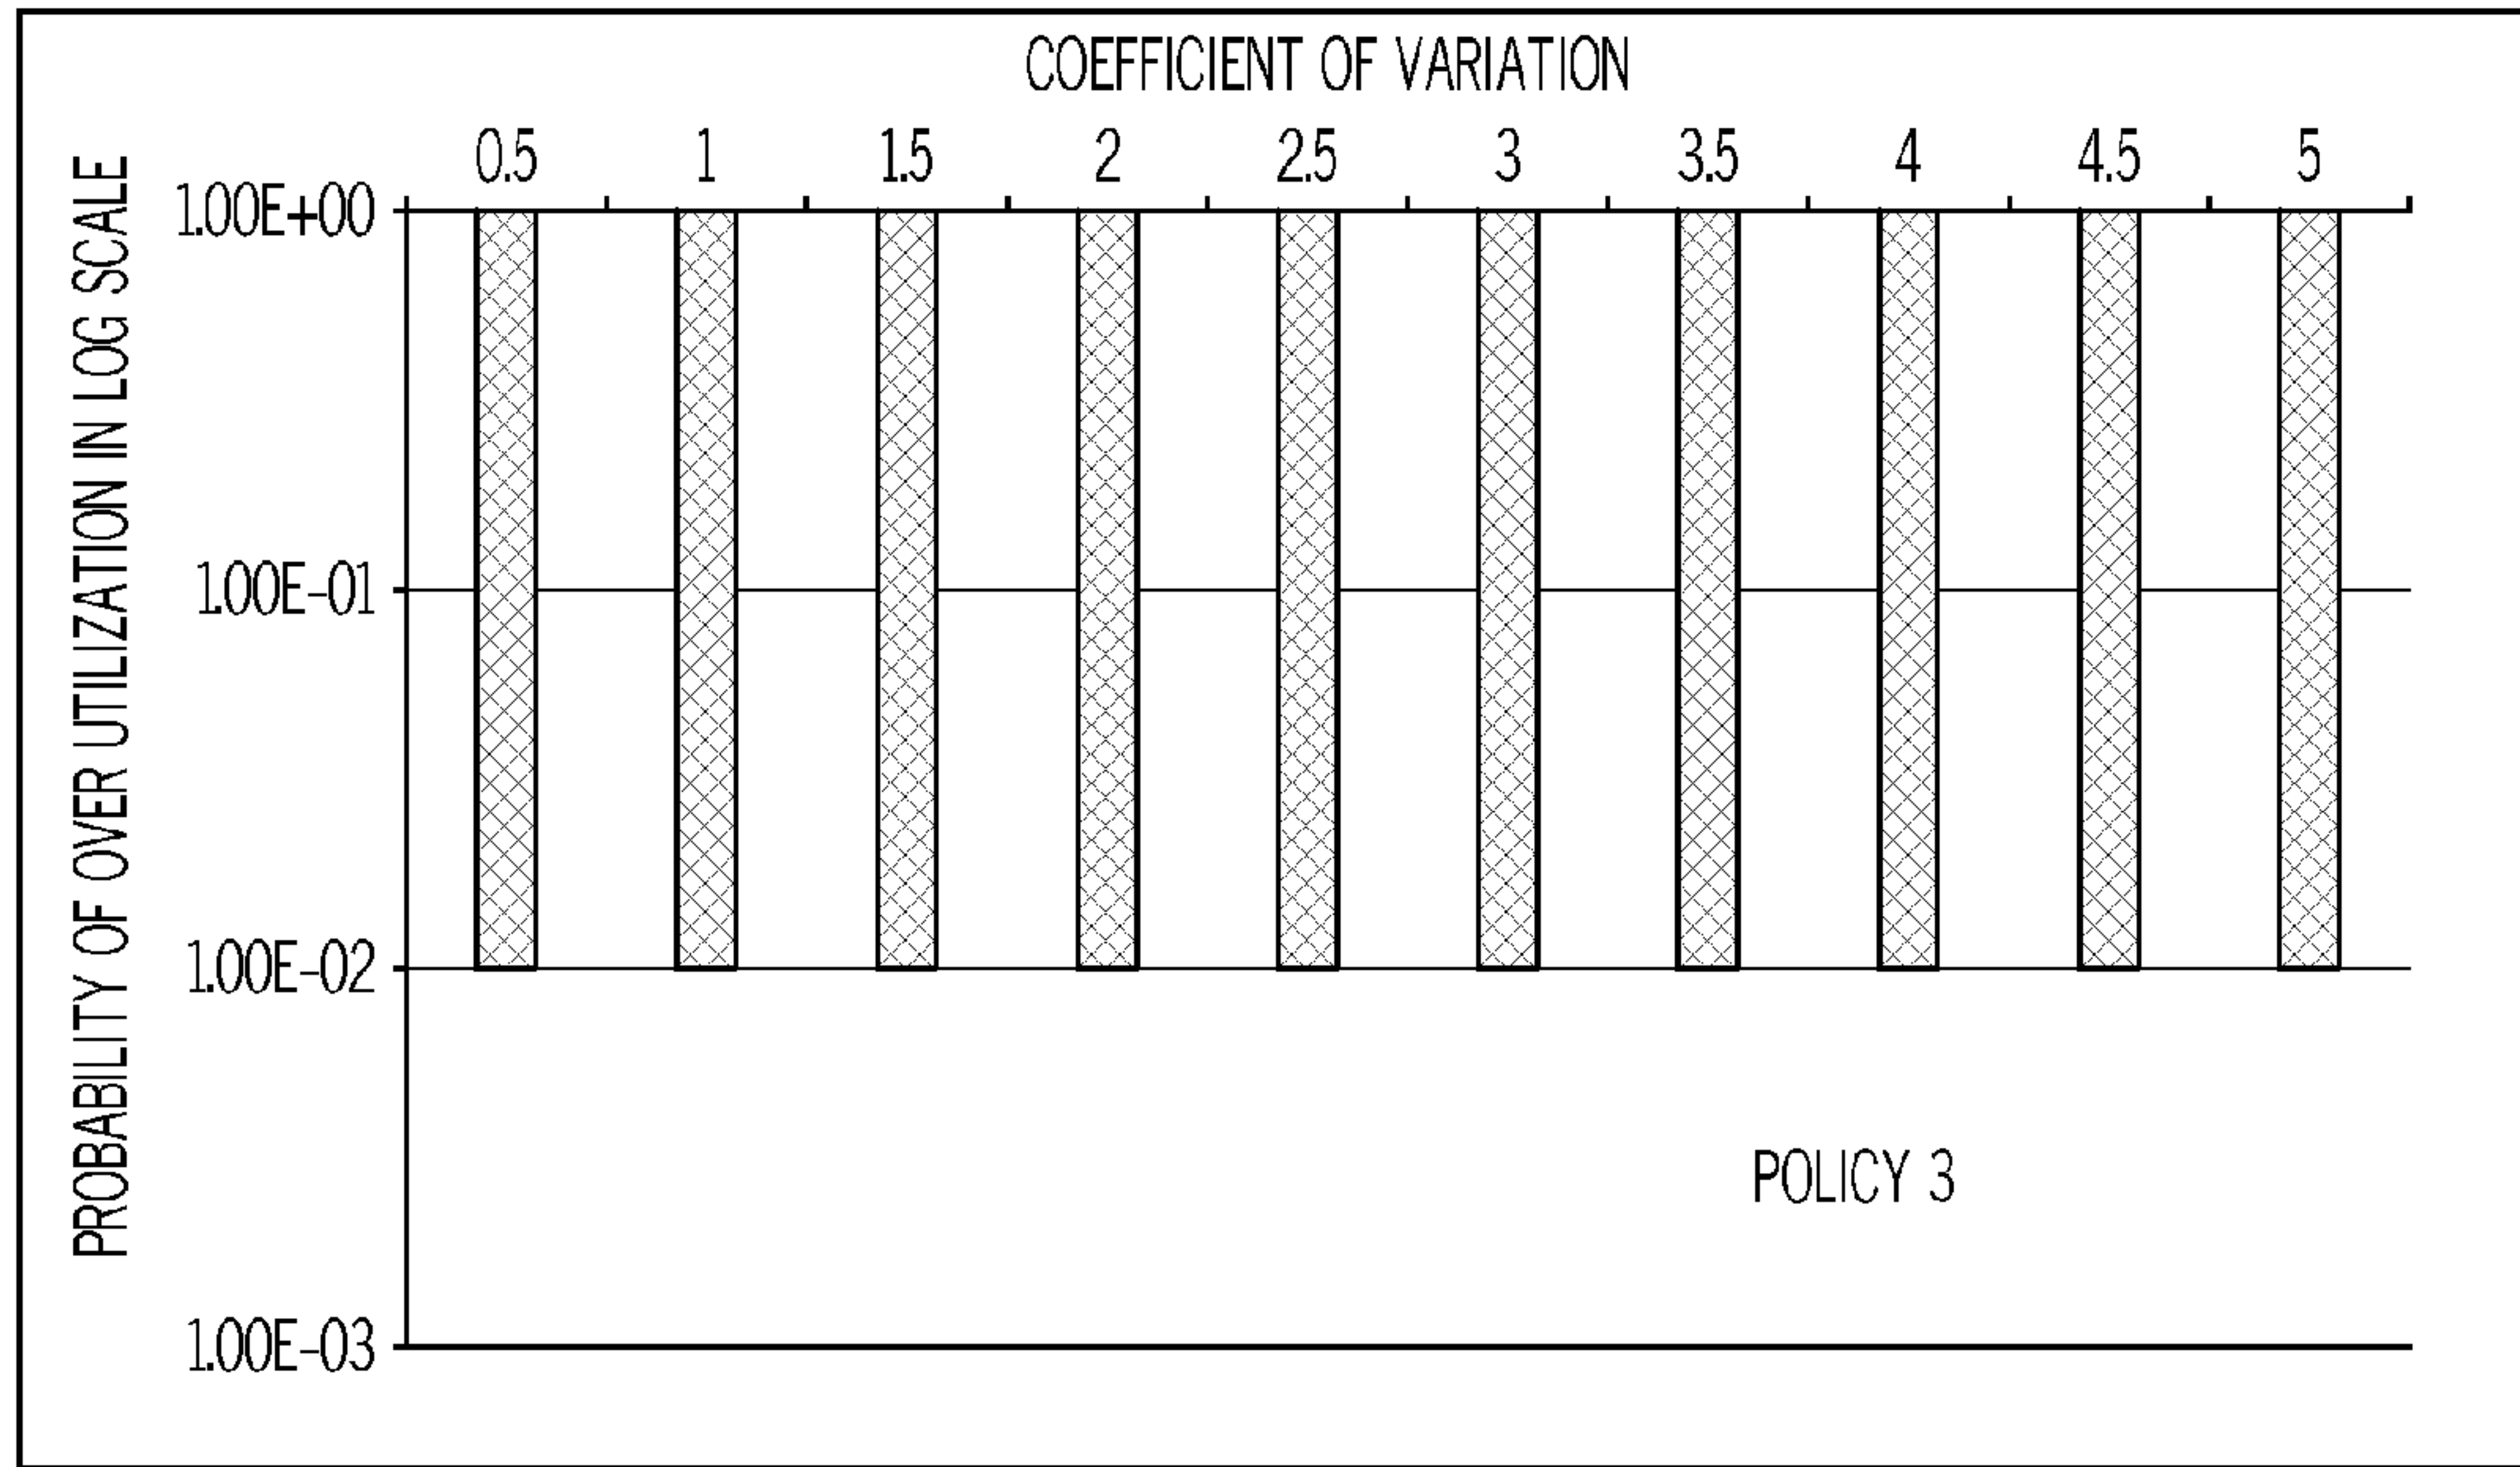 COEFFICIENT OF VARIATION
0.5 1 1.5 2 2.5 3 3.5 4 4.5 5
PROBABILITY OF OVER UTILIZATION IN LOG SCALE
1.00E+00
1.00E-01
1.00E-02
1.00E-03
POLICY 3